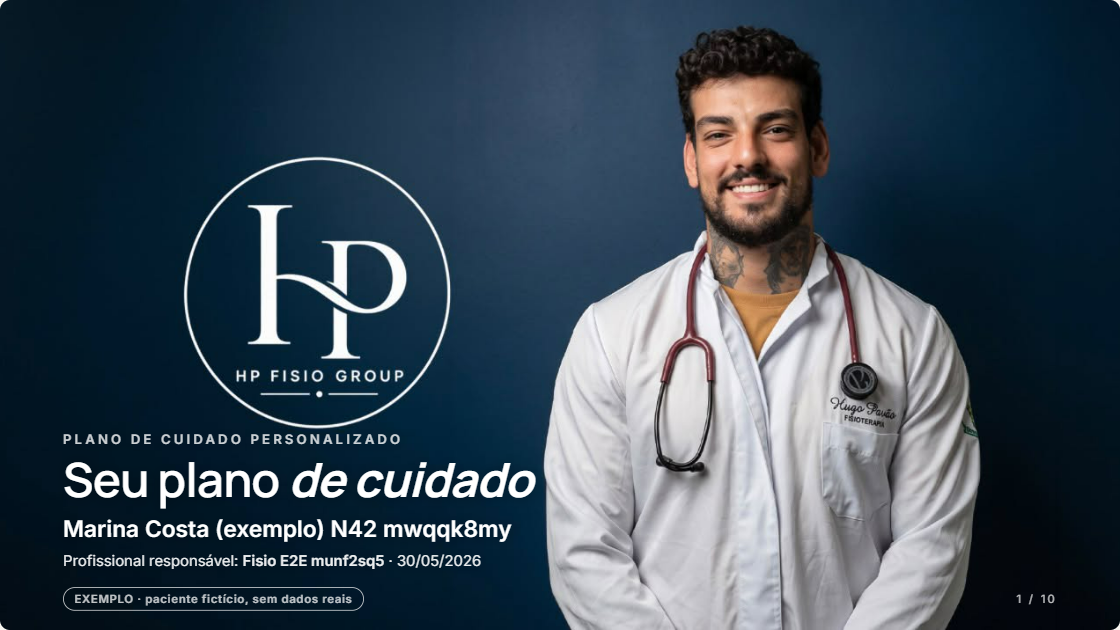 HP
HP FISIO GROUP
PLANO DE CUIDADO PERSONALIZADO
Seu plano de cuidado
Marina Costa (exemplo) N42 mwqqk8my
Profissional responsável: Fisio E2E munf2sq5 · 30/05/2026
EXEMPLO · paciente fictício, sem dados reais
Hugo Pavão
FISIOTERAPIA
1 / 10